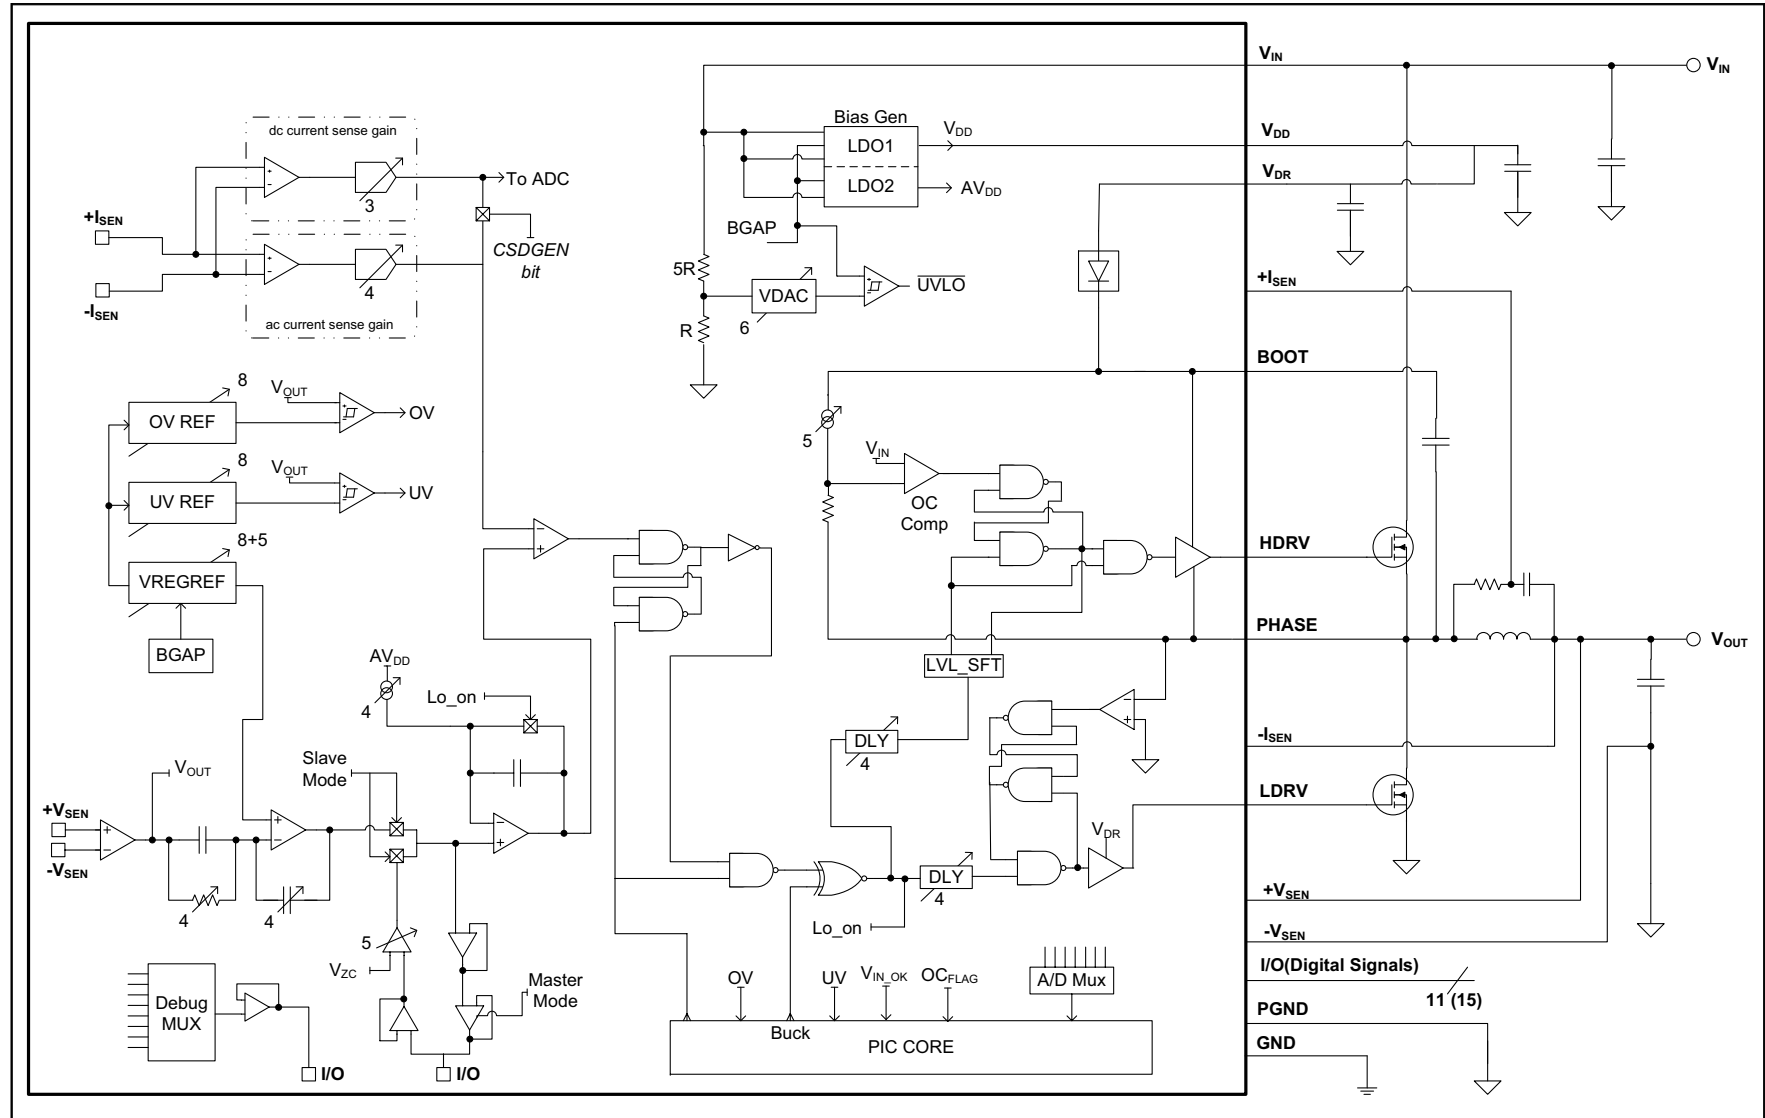 dc current sense gain
3
To ADC
+ISEN
-ISEN
CSDGEN
bit
4
ac current sense gain
Bias Gen
LDO1
LDO2
VDD
AVDD
BGAP
5R
VDAC
6
UVLO
R
VIN
VIN
VDD
VDR
+ISEN
BOOT
8
VOUT
OV REF
OV
8
VOUT
UV REF
UV
8+5
VREGREF
BGAP
5
VIN
OC
Comp
HDRV
PHASE
VOUT
LVL_SFT
AVDD
4
Lo_on
Slave
Mode
VOUT
+VSEN
-VSEN
4
4
DLY
4
-ISEN
LDRV
VDR
DLY
4
Lo_on
+VSEN
-VSEN
5
VZC
Master
Mode
Debug
MUX
I/O
I/O
OV
Buck
UV
VIN_OK
OCFLAG
A/D Mux
PIC CORE
I/O(Digital Signals)
11 (15)
PGND
GND